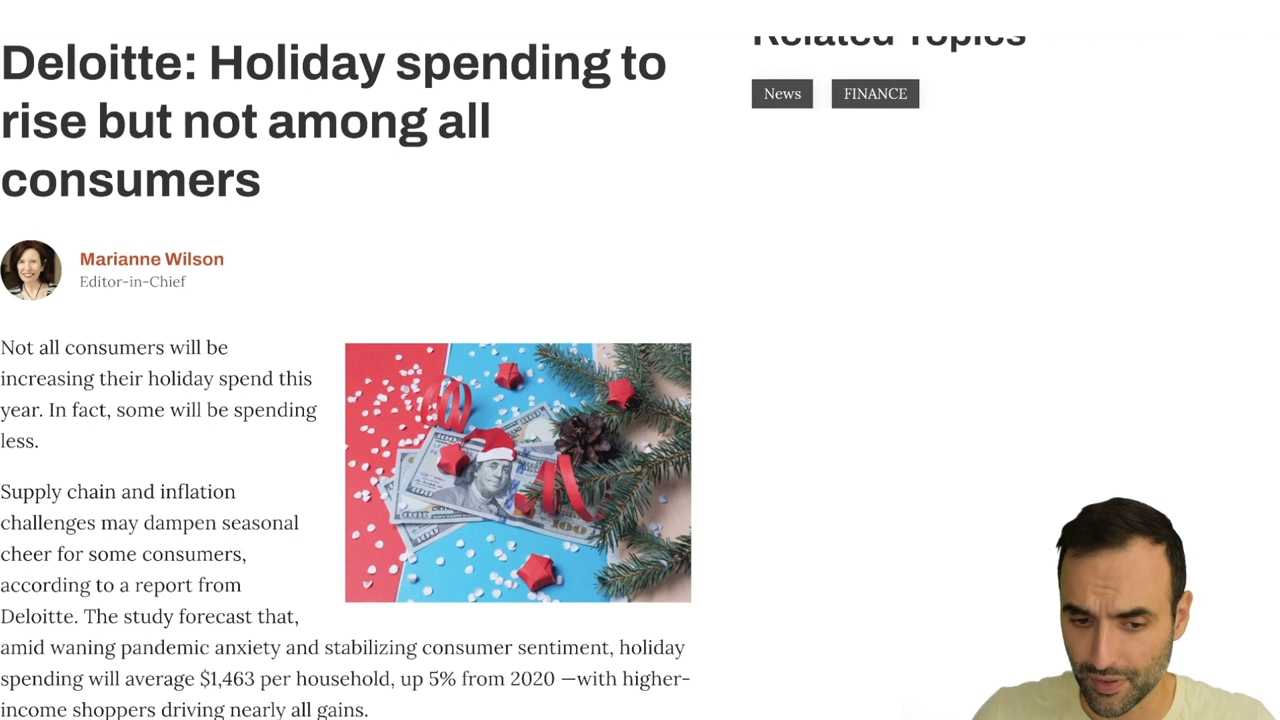 Deloitte: Holiday spending to
rise but not among all
consumers
Marianne Wilson
Editor-in-Chief
Not all consumers will be
increasing their holiday spend this
year. In fact, some will be spending
less.
Supply chain and inflation
challenges may dampen seasonal
cheer for some consumers,
according to a report from
Deloitte. The study forecast that,
amid waning pandemic anxiety and stabilizing consumer sentiment, holiday
spending will average $1,463 per household, up 5% from 2020 —with higher-
income shoppers driving nearly all gains.
Related Topics
News
FINANCE
100